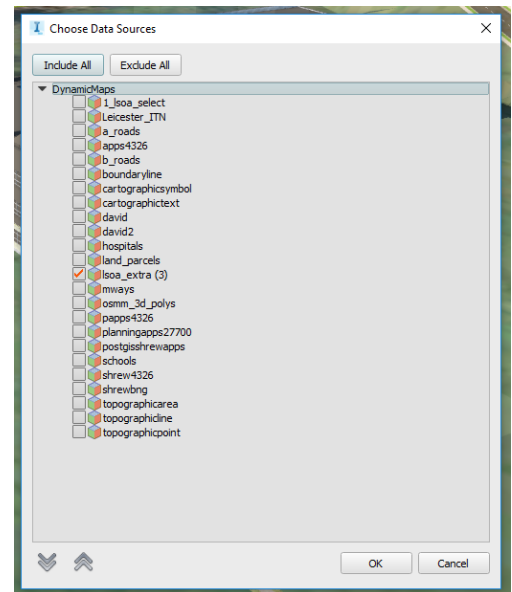 Choose Data Sources
Include All Exclude All
DynamicMaps
1_lsoa_select
Leicester_ITN
a_roads
apps4326
b_roads
boundaryline
cartographicsymbol
cartographictext
david
david2
hospitals
land_parcels
lsoa_extra (3)
mways
osmm_3d_polys
papps4326
planningapps27700
postgisshrewapps
schools
shrew4326
shrewbng
topographicarea
topographicline
topographicpoint
OK Cancel